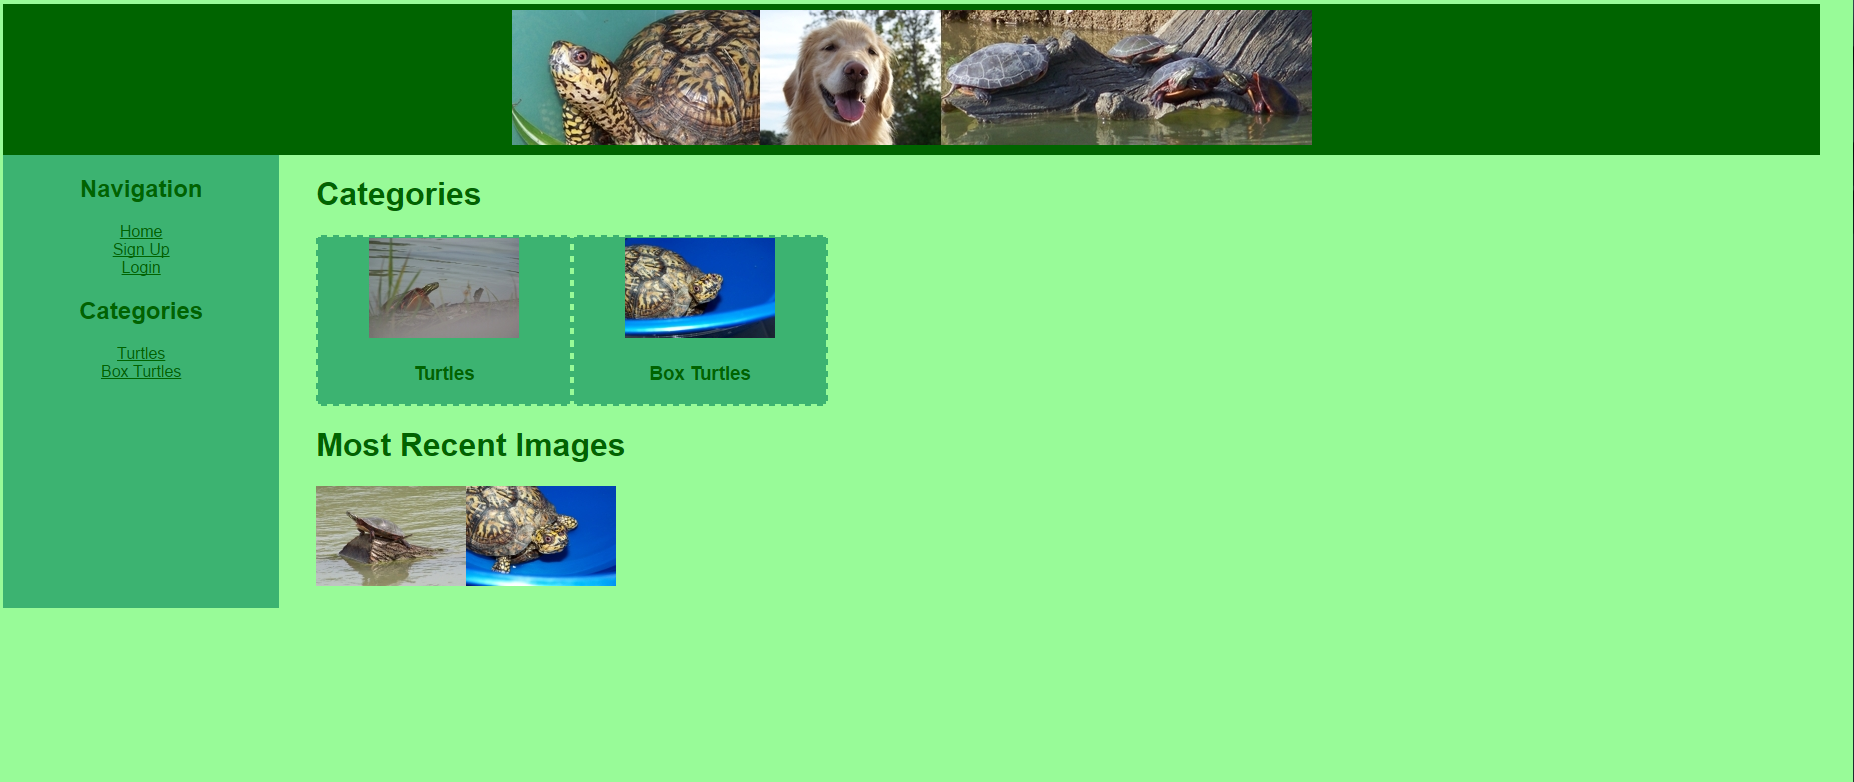 Navigation
Home
Sign Up
Login
Categories
Turtles
Box Turtles
Categories
Turtles
Box Turtles
Most Recent Images